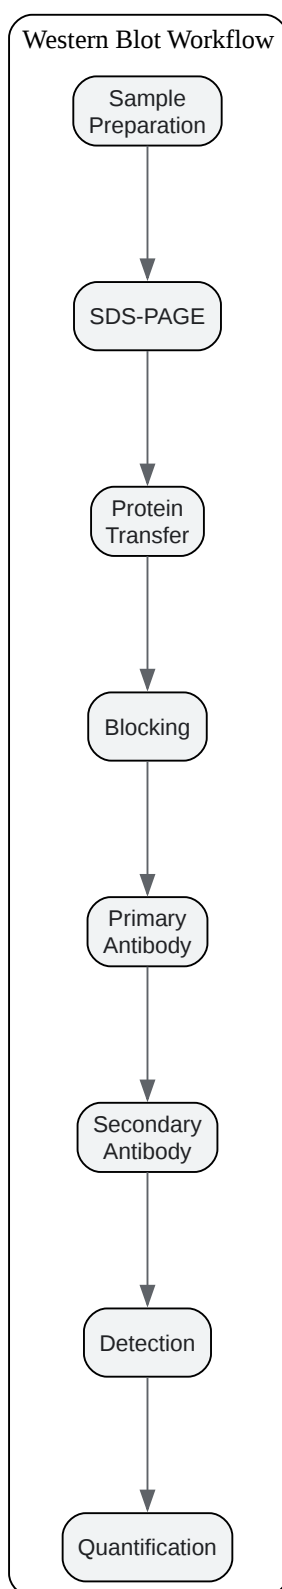 Western Blot Workflow
Sample
Preparation
SDS-PAGE
Protein
Transfer
Blocking
Primary
Antibody
Secondary
Antibody
Detection
Quantification